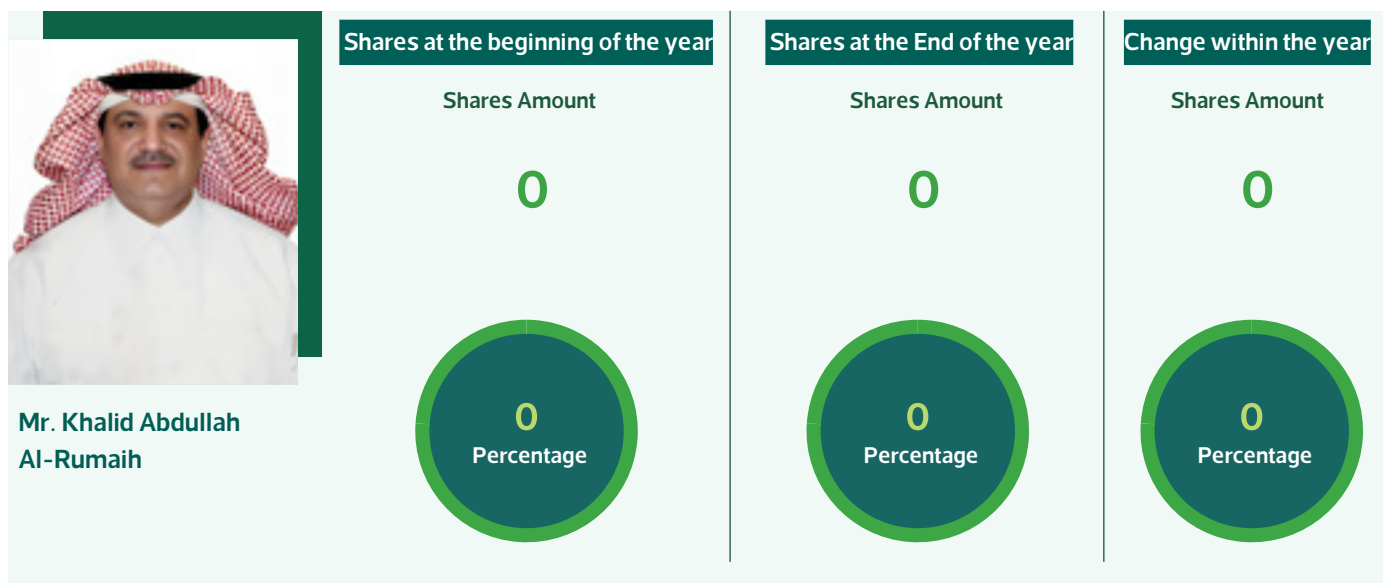 Shares at the beginning of the year
Shares Amount
0
0
Percentage
Shares at the End of the year
Shares Amount
0
0
Percentage
Change within the year
Shares Amount
0
0
Percentage
Mr. Khalid Abdullah
Al-Rumaih